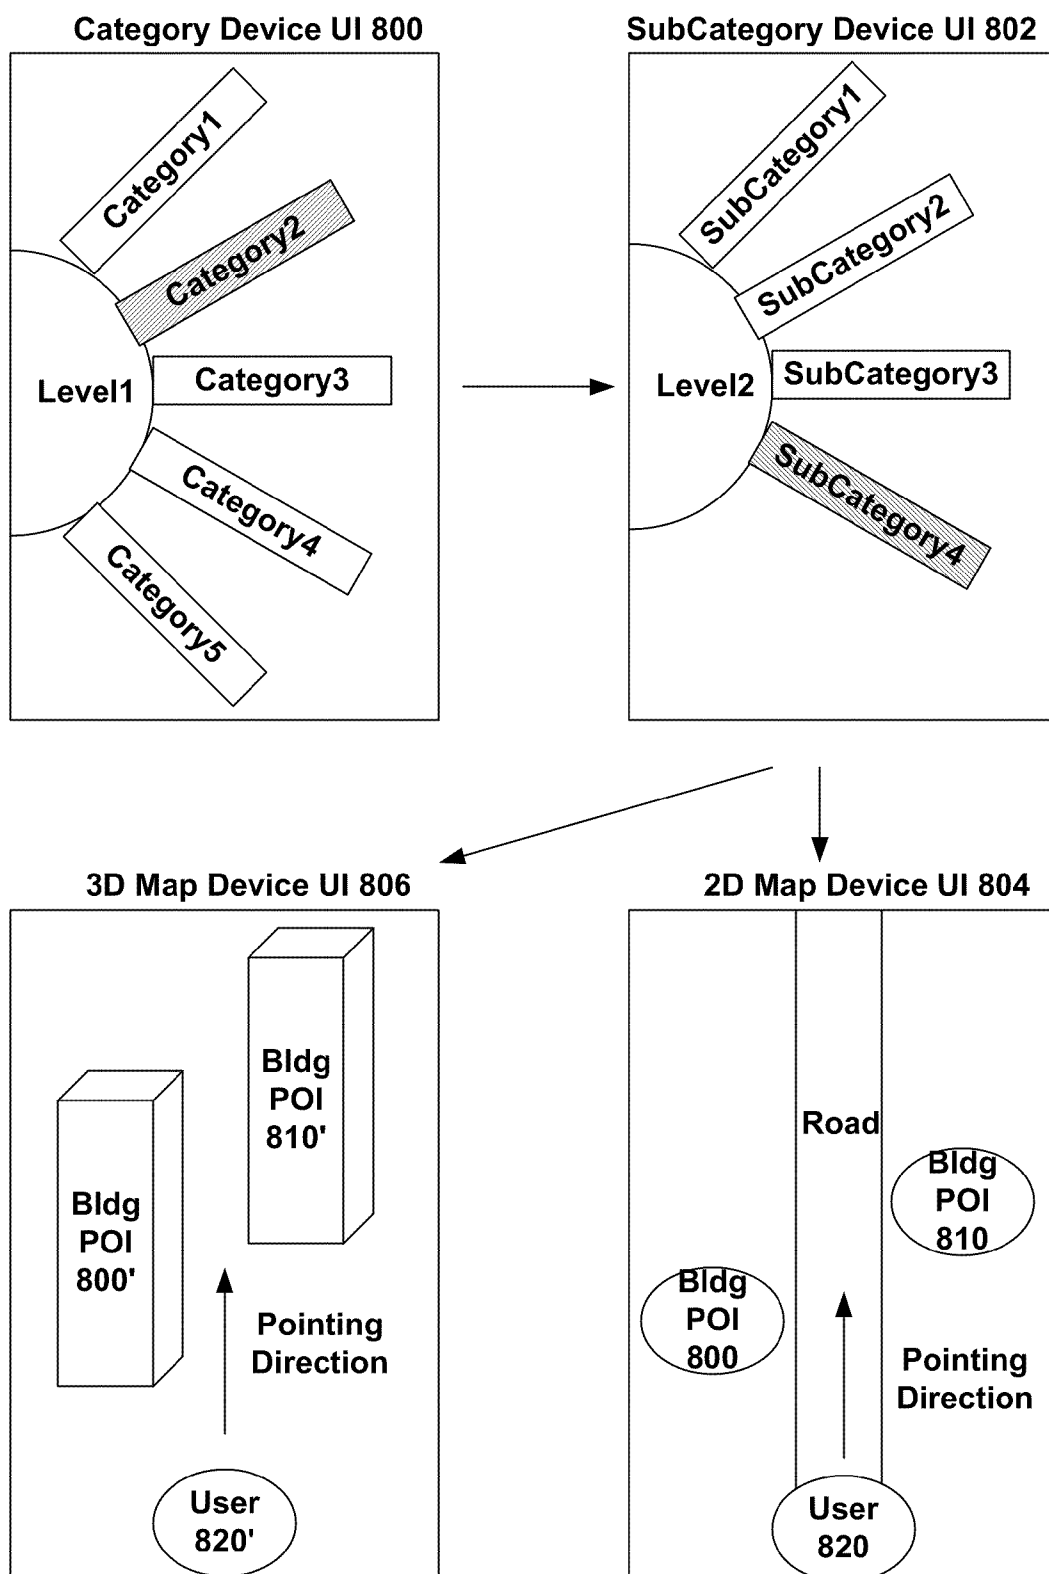 Category Device UI 800
SubCategory Device UI 802
Category1
Category2
Level1
Category3
Category4
Category5
SubCategory1
SubCategory2
Level2
SubCategory3
SubCategory4
3D Map Device UI 806
2D Map Device UI 804
Bldg
POI
810'
Bldg
POI
800'
Pointing
Direction
User
820'
Road
Bldg
POI
810
Bldg
POI
800
Pointing
Direction
User
820